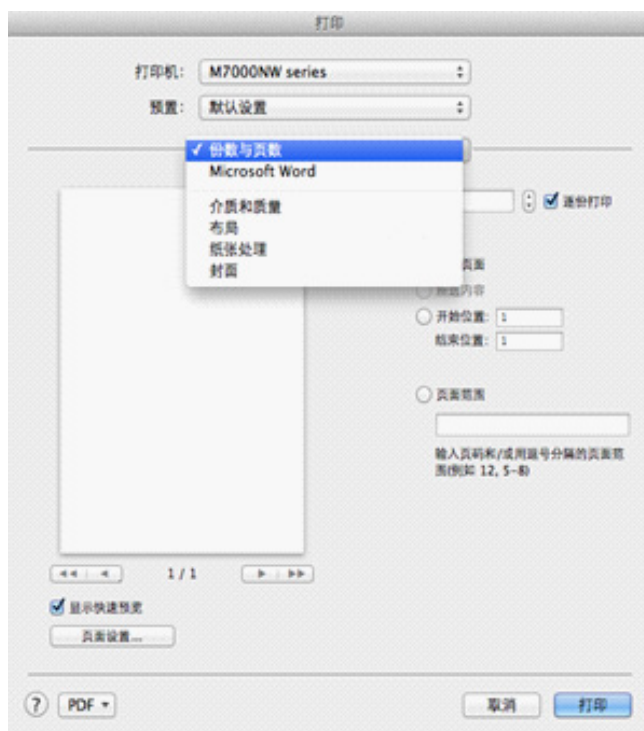 打印
打印机: M7000NW series
预置: 默认设置
✓ 份数与页数
Microsoft Word
介质和质量
布局
纸张处理
封面
逐份打印
页面
所选内容
开始位置: 1
结束位置: 1
页面范围
输入页码和/或用逗号分隔的页面范
围(例如 12, 5-8)
1 / 1
显示快速预览
页面设置...
? PDF
取消
打印